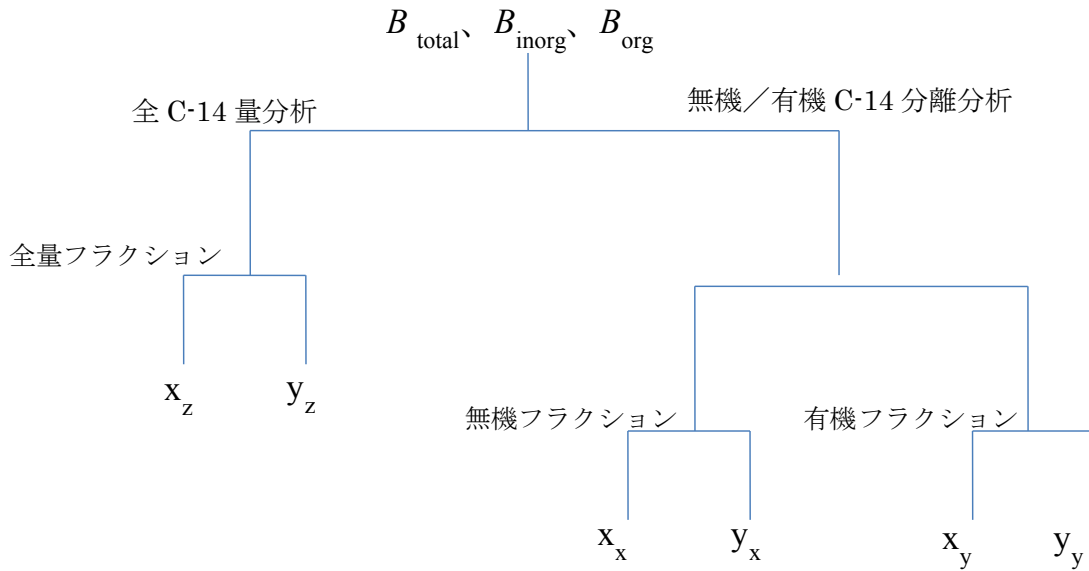 B total、B inorg、B org
全 C-14 量分析
無機／有機 C-14 分離分析
全量フラクション
x z
y z
無機フラクション
有機フラクション
x x
y x
x y
y y